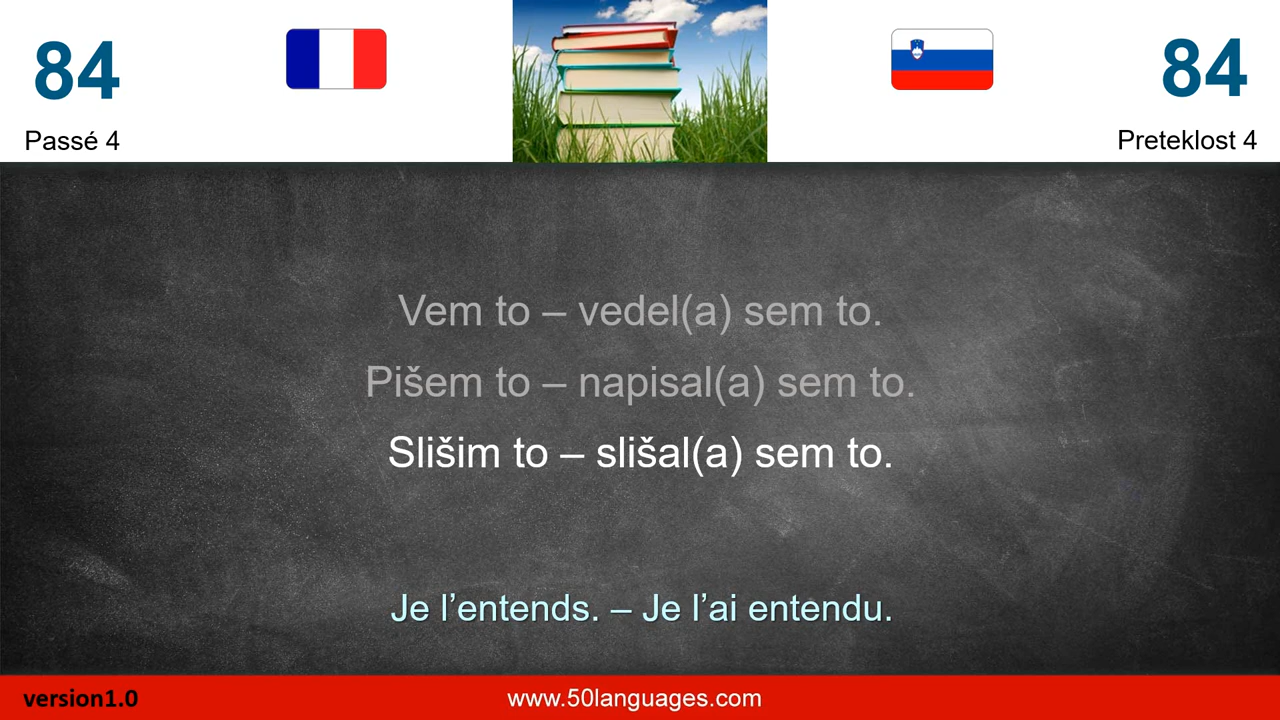 84
84
Passé 4
Preteklost 4
Vem to – vedel(a) sem to.
Pišem to – napisal(a) sem to.
Slišim to – slišal(a) sem to.
Je l’entends. – Je l’ai entendu.
version1.0
www.50languages.com